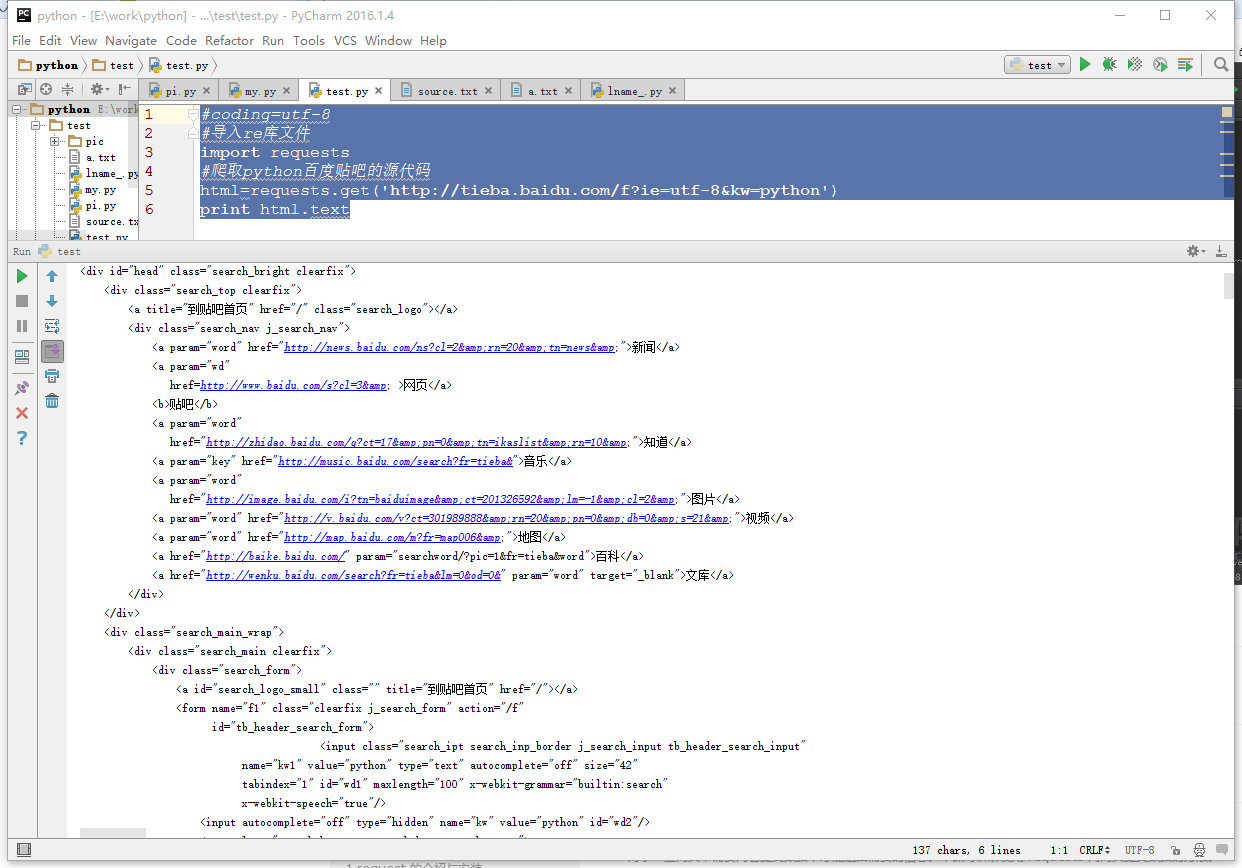 python - [E:\work\python] - ...\test\test.py - PyCharm 2016.1.4
File Edit View Navigate Code Refactor Run Tools VCS Window Help
python test test.py test
pi.py my.py test.py source.txt a.txt lname_.py
python E:\work
test
pic
a.txt
lname_.py
my.py
pi.py
source.tx
test.py
1 #coding=utf-8
2 #导入re库文件
3 import requests
4 #爬取python百度贴吧的源代码
5 html=requests.get('http://tieba.baidu.com/f?ie=utf-8&kw=python')
6 print html.text
Run test
<div id="head" class="search_bright clearfix">
<div class="search_top clearfix">
<a title="到贴吧首页" href="/" class="search_logo"></a>
<div class="search_nav j_search_nav">
<a param="word" href="http://news.baidu.com/ns?cl=2&amp;rn=20&amp;tn=news&amp;">新闻</a>
<a param="wd"
href=http://www.baidu.com/s?cl=3&amp; >网页</a>
<b>贴吧</b>
<a param="word"
href="http://zhidao.baidu.com/q?ct=17&amp;pn=0&amp;tn=ikaslist&amp;rn=10&amp;">知道</a>
<a param="key" href="http://music.baidu.com/search?fr=tieba&">音乐</a>
<a param="word"
href="http://image.baidu.com/i?tn=baiduimage&amp;ct=201326592&amp;lm=-1&amp;cl=2&amp;">图片</a>
<a param="word" href="http://v.baidu.com/v?ct=301989888&amp;rn=20&amp;pn=0&amp;db=0&amp;s=21&amp;">视频</a>
<a param="word" href="http://map.baidu.com/m?fr=map006&amp;">地图</a>
<a href="http://baike.baidu.com/" param="searchword/?pic=1&fr=tieba&word">百科</a>
<a href="http://wenku.baidu.com/search?fr=tieba&lm=0&od=0&" param="word" target="_blank">文库</a>
</div>
</div>
<div class="search_main_wrap">
<div class="search_main clearfix">
<div class="search_form">
<a id="search_logo_small" class="" title="到贴吧首页" href="/"></a>
<form name="f1" class="clearfix j_search_form" action="/f"
id="tb_header_search_form">
<input class="search_ipt search_inp_border j_search_input tb_header_search_input"
name="kw1" value="python" type="text" autocomplete="off" size="42"
tabindex="1" id="wd1" maxlength="100" x-webkit-grammar="builtin:search"
x-webkit-speech="true"/>
<input autocomplete="off" type="hidden" name="kw" value="python" id="wd2"/>
137 chars, 6 lines 1:1 CRLF UTF-8